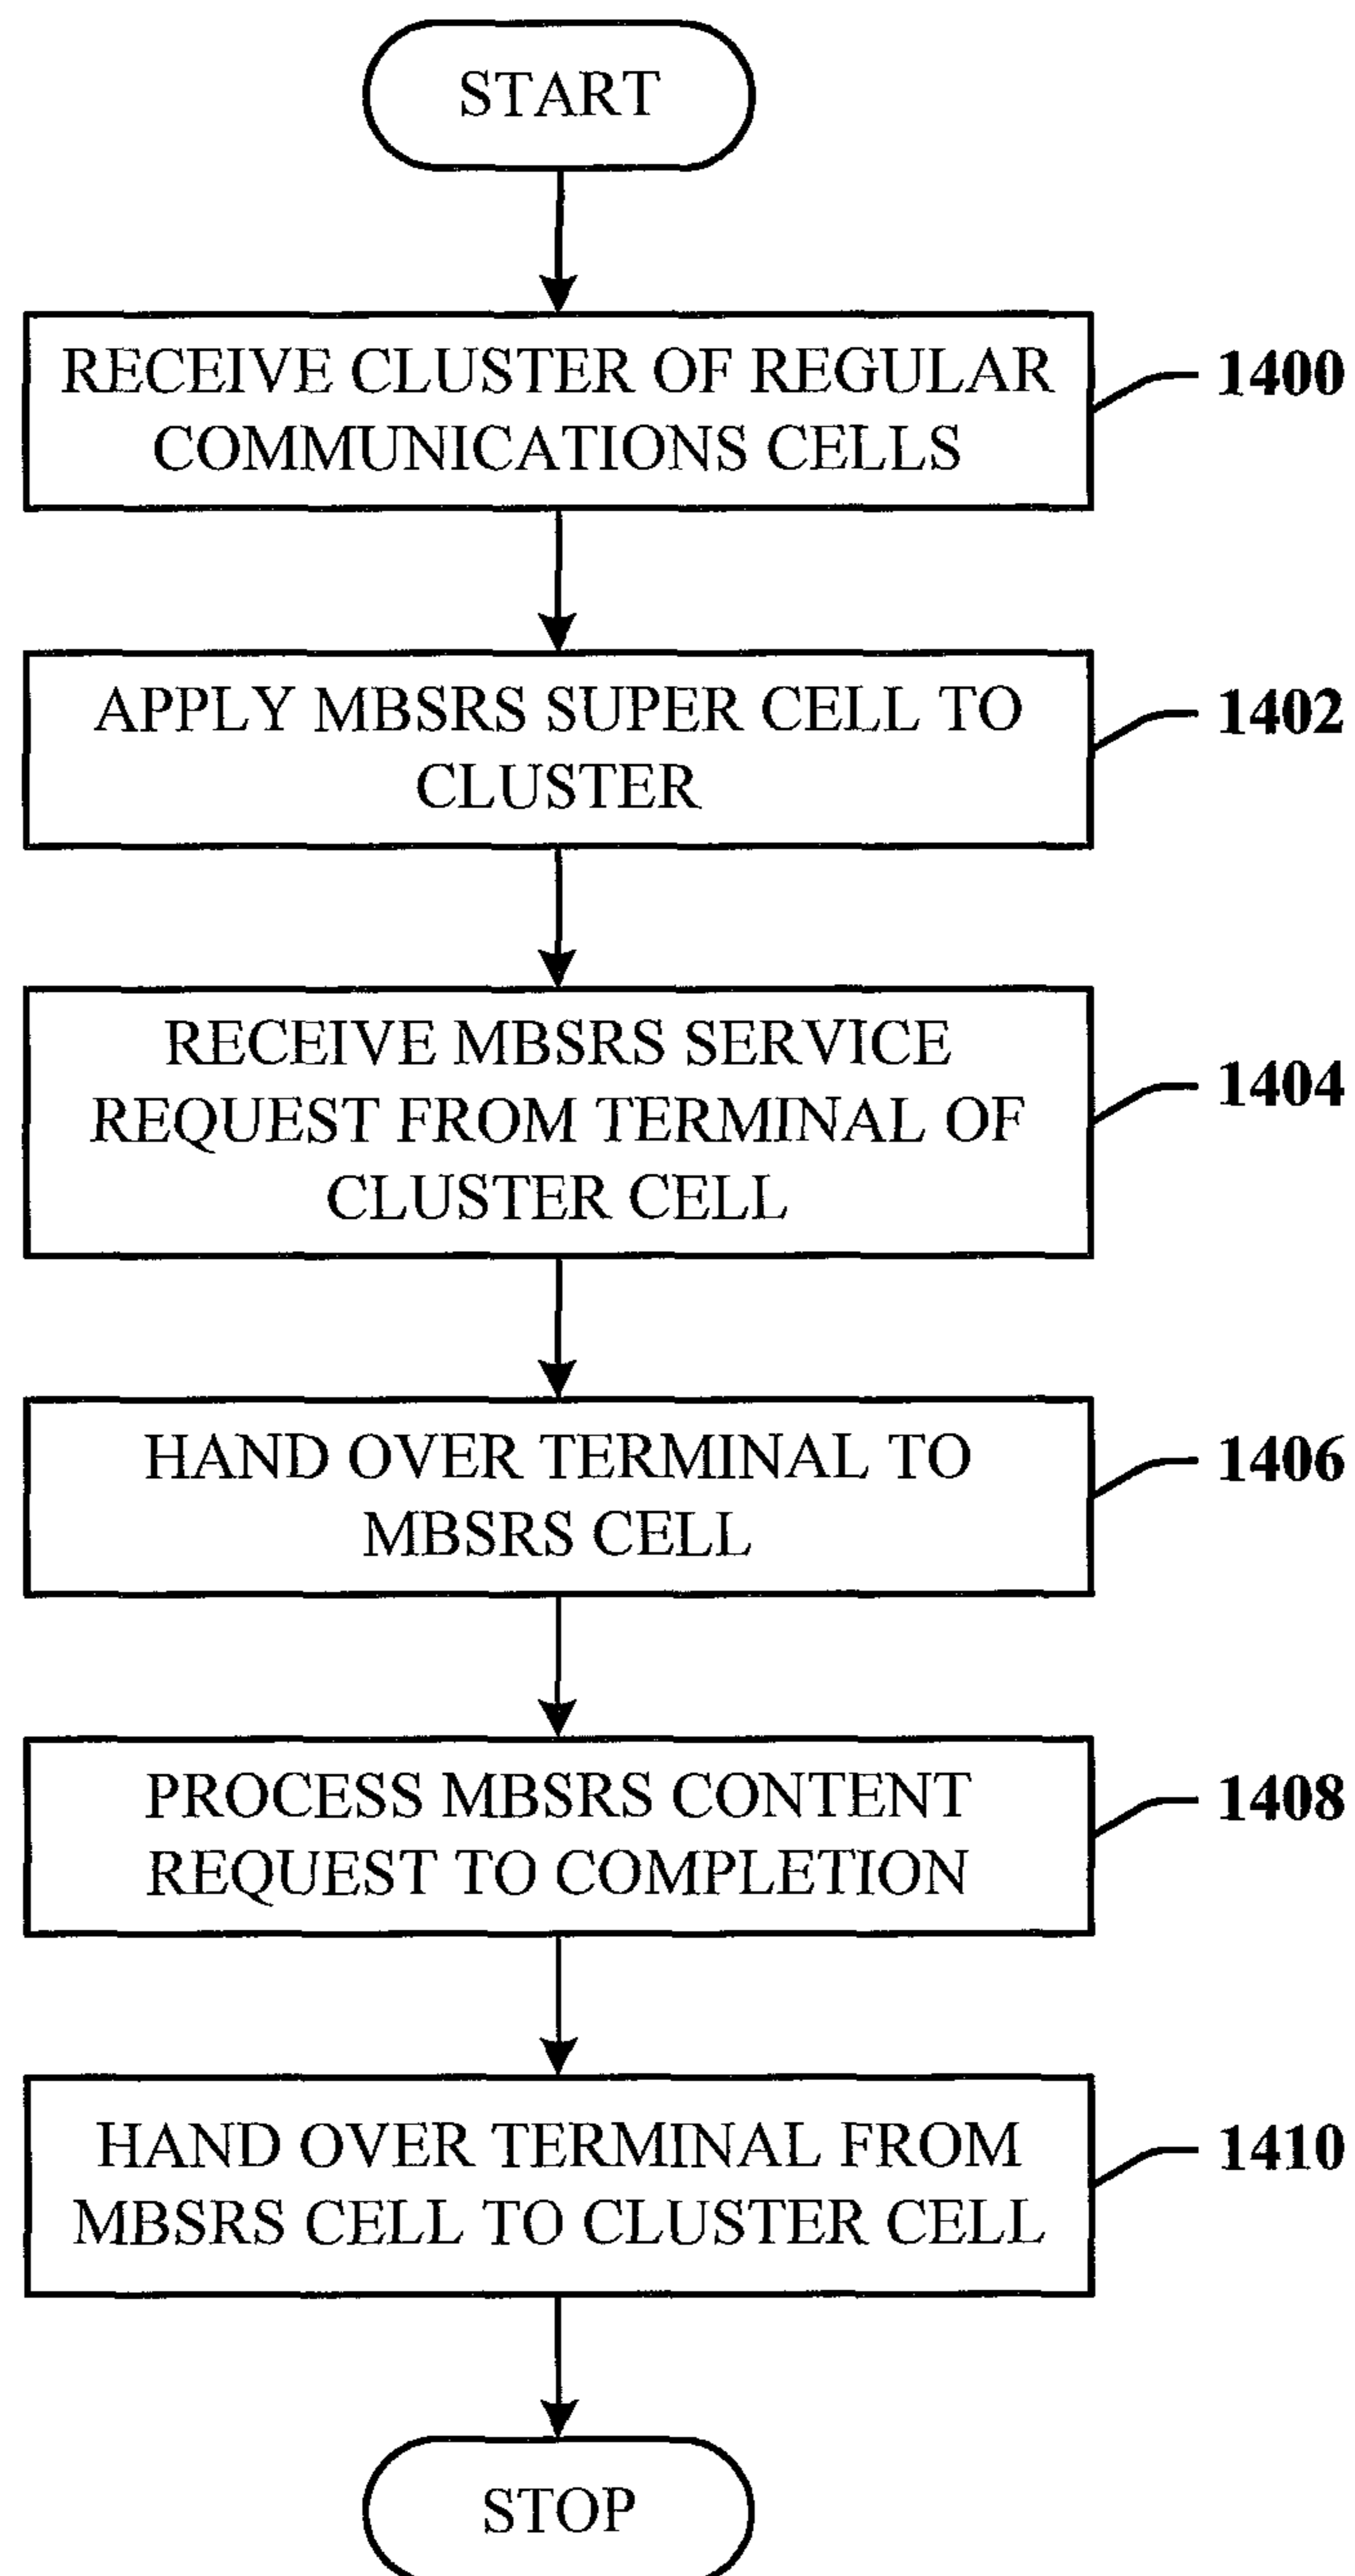 START
RECEIVE CLUSTER OF REGULAR
COMMUNICATIONS CELLS
1400
APPLY MBSRS SUPER CELL TO
CLUSTER
1402
RECEIVE MBSRS SERVICE
REQUEST FROM TERMINAL OF
CLUSTER CELL
1404
HAND OVER TERMINAL TO
MBSRS CELL
1406
PROCESS MBSRS CONTENT
REQUEST TO COMPLETION
1408
HAND OVER TERMINAL FROM
MBSRS CELL TO CLUSTER CELL
1410
STOP